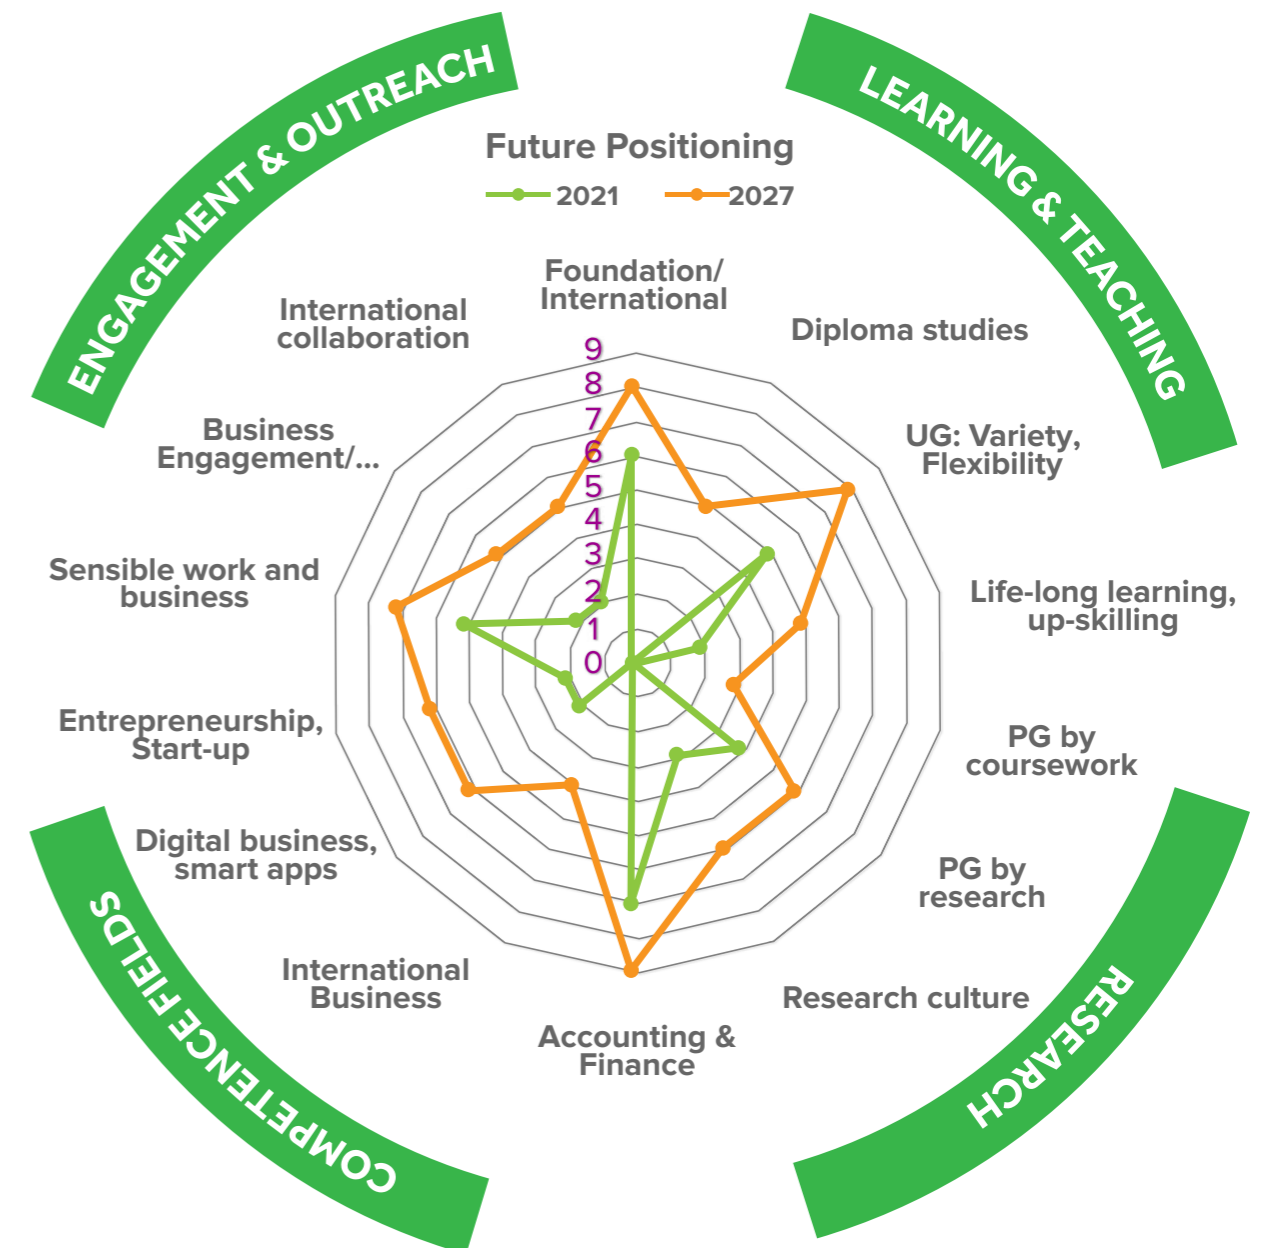 ENGAGEMENT & OUTREACH
LEARNING & TEACHING
Future Positioning
2021
2027
Foundation/
International
International
collaboration
Diploma studies
Business
Engagement/...
UG: Variety,
Flexibility
9
8
7
6
5
4
3
2
1
0
Sensible work and
business
Life-long learning,
up-skilling
Entrepreneurship,
Start-up
PG by
coursework
Digital business,
smart apps
PG by
research
International
Business
Research culture
Accounting &
Finance
COMPETENCE FIELDS
RESEARCH